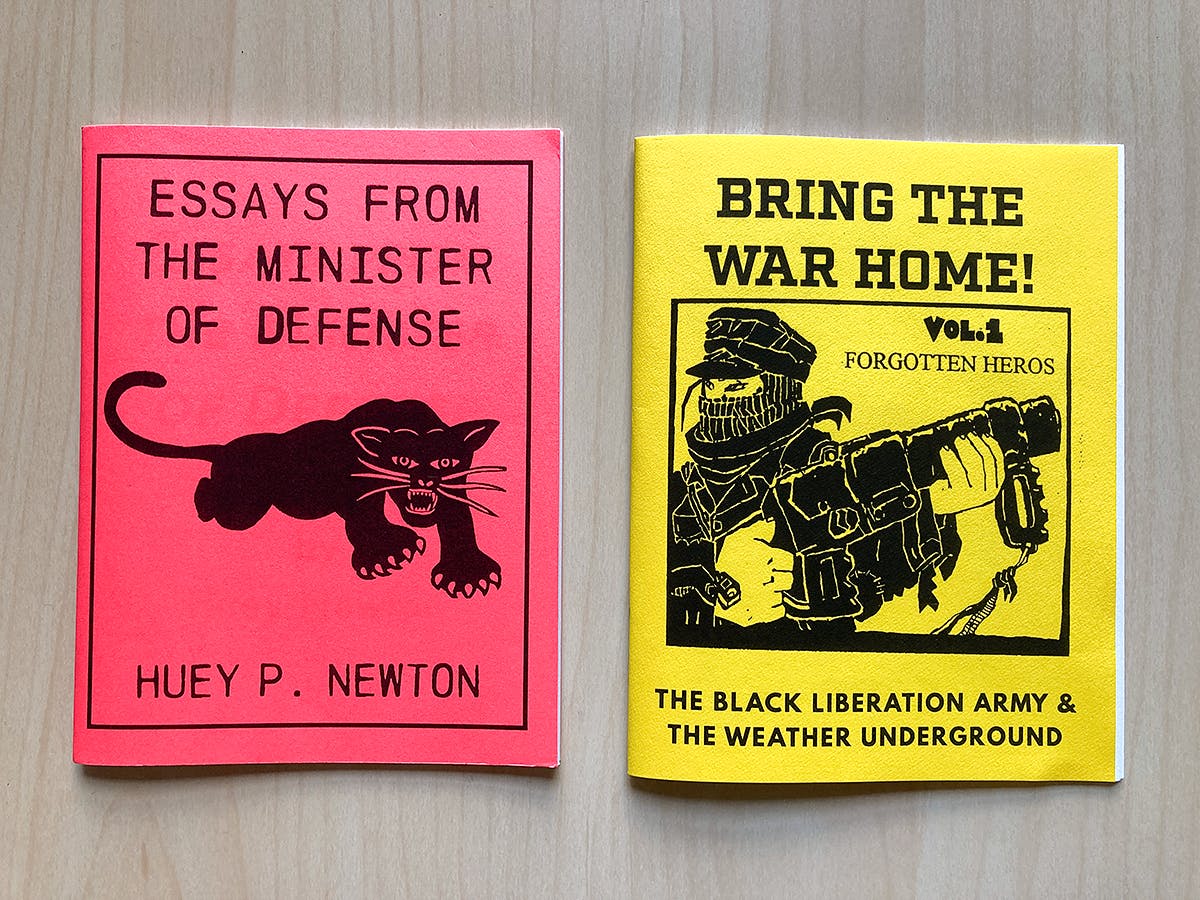 ESSAYS FROM
THE MINISTER
OF DEFENSE
HUEY P. NEWTON
BRING THE
WAR HOME!
VOL.1
FORGOTTEN HEROS
THE BLACK LIBERATION ARMY &
THE WEATHER UNDERGROUND